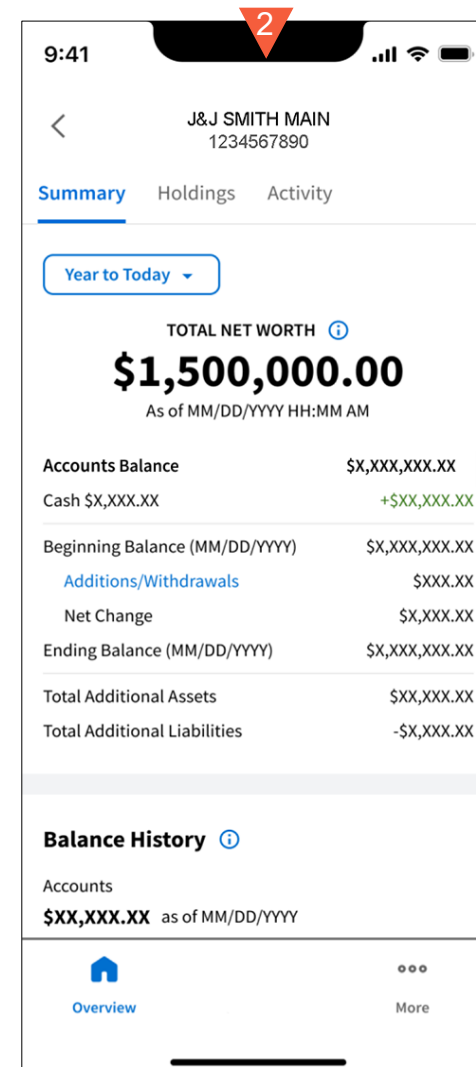 2
9:41
J&J SMITH MAIN
1234567890
Summary Holdings Activity
Year to Today
TOTAL NET WORTH
$1,500,000.00
As of MM/DD/YYYY HH:MM AM
Accounts Balance $X,XXX,XXX.XX
Cash $X,XXX.XX +$XX,XXX.XX
Beginning Balance (MM/DD/YYYY) $X,XXX,XXX.XX
Additions/Withdrawals $XXX.XX
Net Change $X,XXX.XX
Ending Balance (MM/DD/YYYY) $X,XXX,XXX.XX
Total Additional Assets $XX,XXX.XX
Total Additional Liabilities -$X,XXX.XX
Balance History
Accounts
$XX,XXX.XX as of MM/DD/YYYY
Overview More